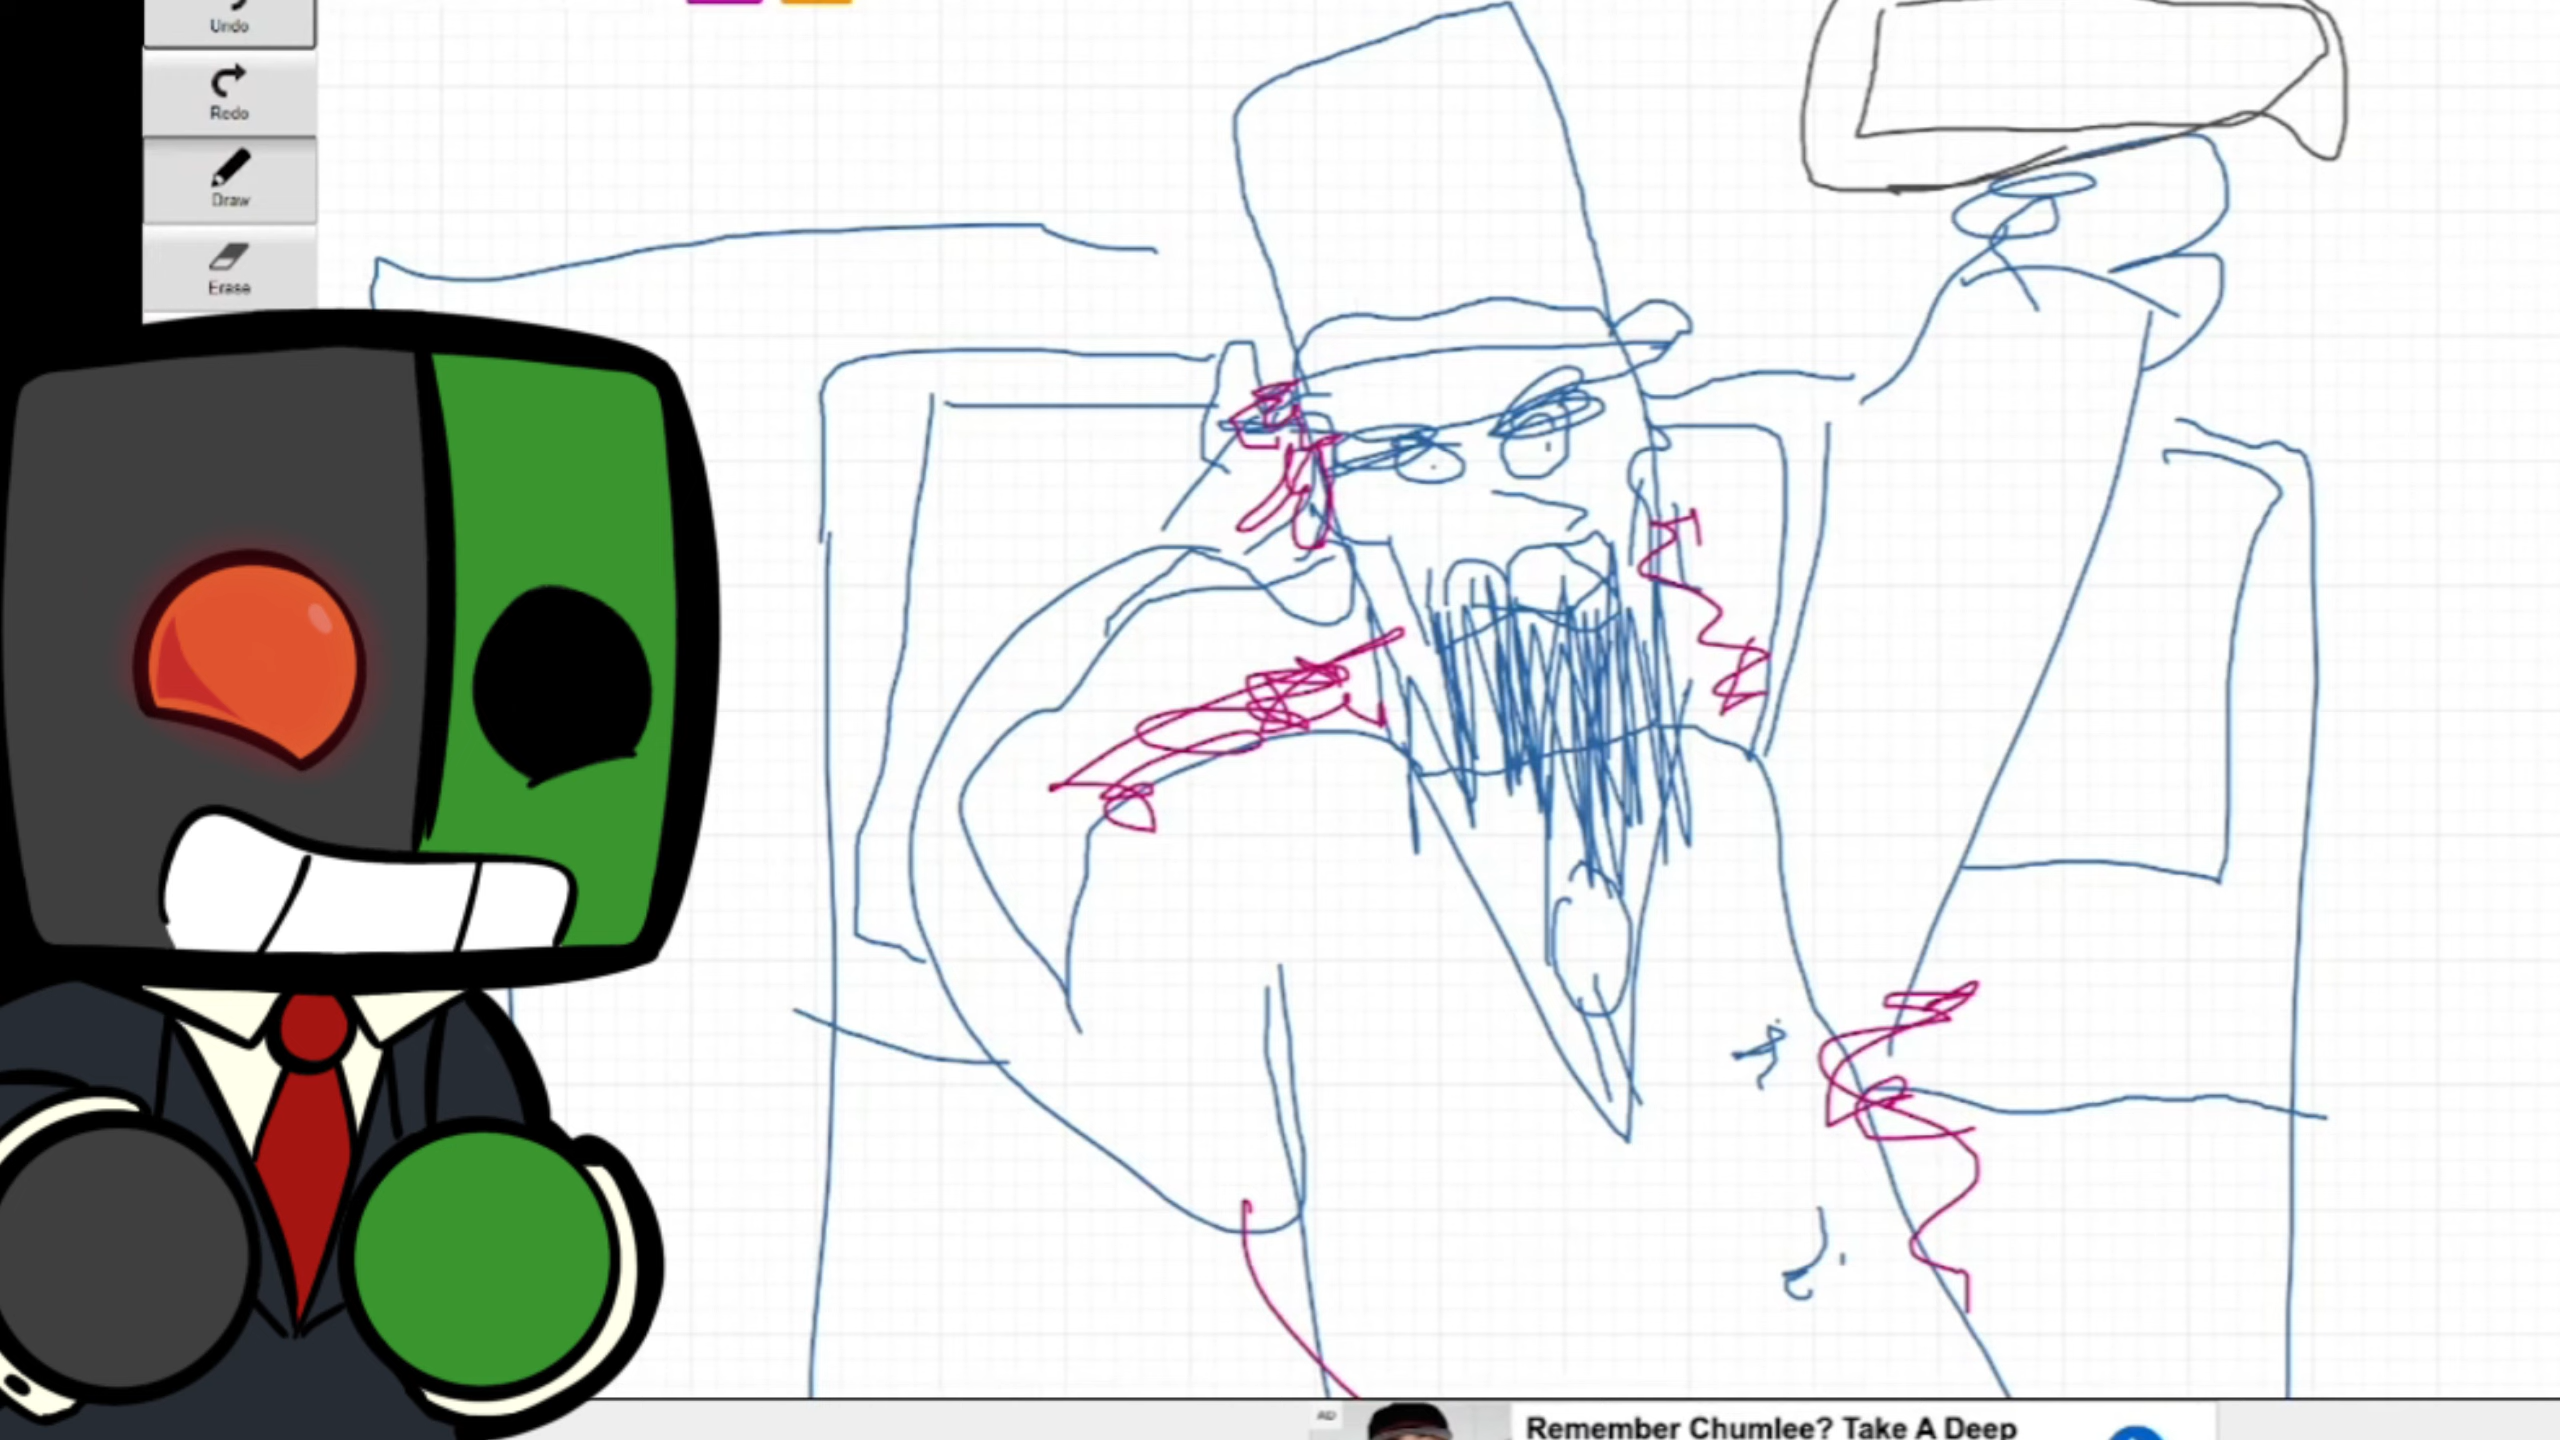 Undo
Redo
Draw
Erase
AD
Remember Chumlee? Take A Deep